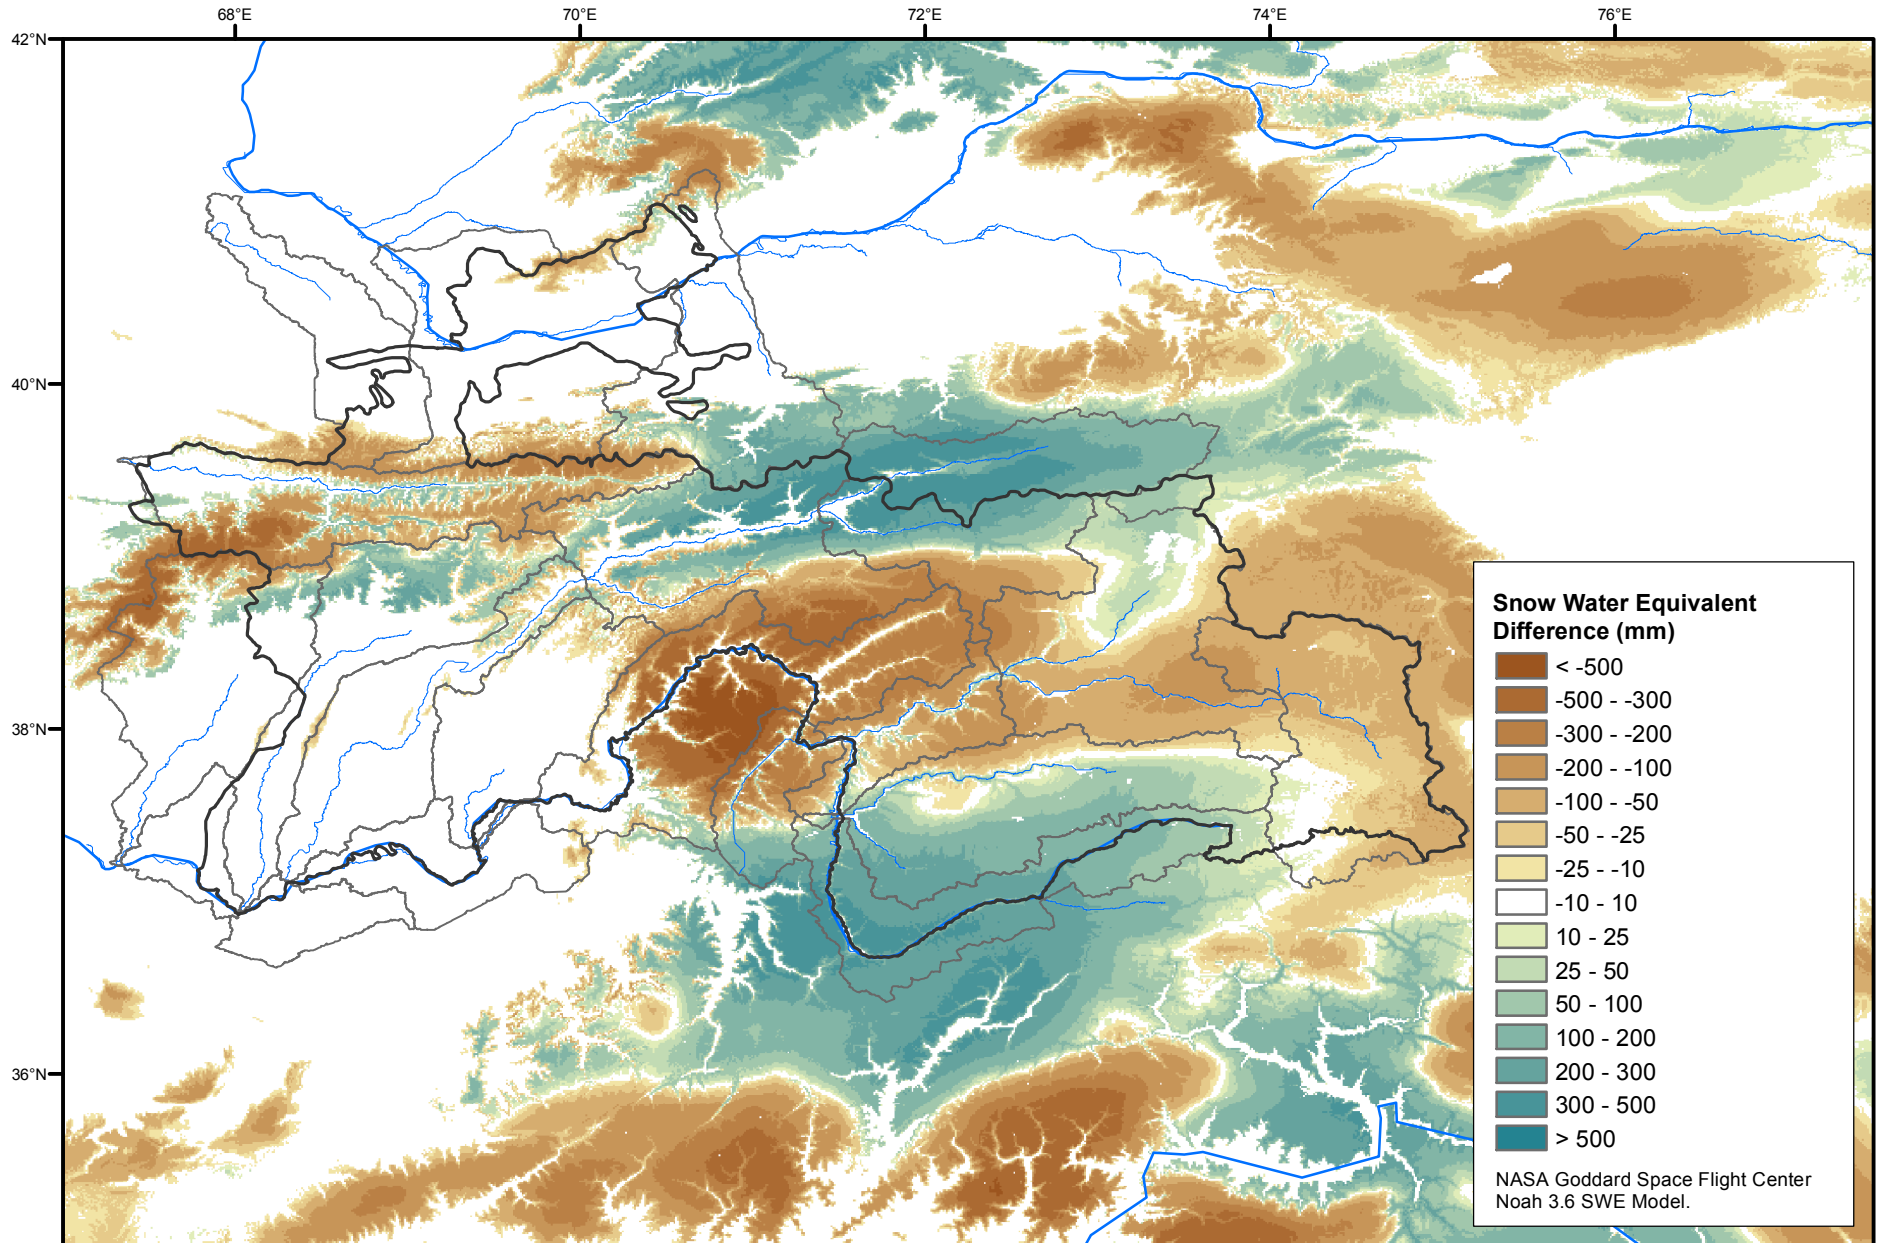 68°E
70°E
72°E
74°E
76°E
42°N
40°N
38°N
36°N
Snow Water Equivalent
Difference (mm)
< -500
-500 - -300
-300 - -200
-200 - -100
-100 - -50
-50 - -25
-25 - -10
-10 - 10
10 - 25
25 - 50
50 - 100
100 - 200
200 - 300
300 - 500
> 500
NASA Goddard Space Flight Center
Noah 3.6 SWE Model.